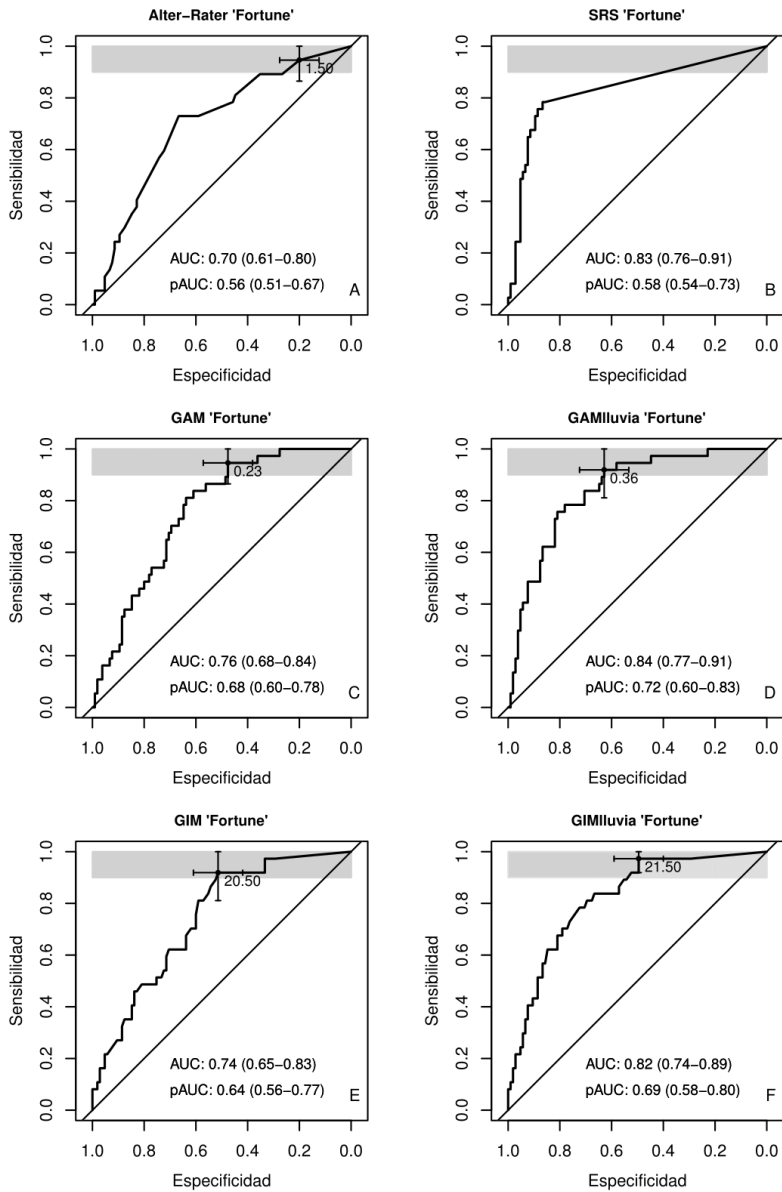 Alter−Rater 'Fortune'
Sensibilidad
0.0 0.2 0.4 0.6 0.8 1.0
1.50
AUC: 0.70 (0.61−0.80)
pAUC: 0.56 (0.51−0.67)
A
1.0 0.8 0.6 0.4 0.2 0.0
Especificidad
SRS 'Fortune'
Sensibilidad
0.0 0.2 0.4 0.6 0.8 1.0
AUC: 0.83 (0.76−0.91)
pAUC: 0.58 (0.54−0.73)
B
1.0 0.8 0.6 0.4 0.2 0.0
Especificidad
GAM 'Fortune'
Sensibilidad
0.0 0.2 0.4 0.6 0.8 1.0
0.23
AUC: 0.76 (0.68−0.84)
pAUC: 0.68 (0.60−0.78)
C
1.0 0.8 0.6 0.4 0.2 0.0
Especificidad
GAMlluvia 'Fortune'
Sensibilidad
0.0 0.2 0.4 0.6 0.8 1.0
0.36
AUC: 0.84 (0.77−0.91)
pAUC: 0.72 (0.60−0.83)
D
1.0 0.8 0.6 0.4 0.2 0.0
Especificidad
GIM 'Fortune'
Sensibilidad
0.0 0.2 0.4 0.6 0.8 1.0
20.50
AUC: 0.74 (0.65−0.83)
pAUC: 0.64 (0.56−0.77)
E
1.0 0.8 0.6 0.4 0.2 0.0
Especificidad
GIMlluvia 'Fortune'
Sensibilidad
0.0 0.2 0.4 0.6 0.8 1.0
21.50
AUC: 0.82 (0.74−0.89)
pAUC: 0.69 (0.58−0.80)
F
1.0 0.8 0.6 0.4 0.2 0.0
Especificidad